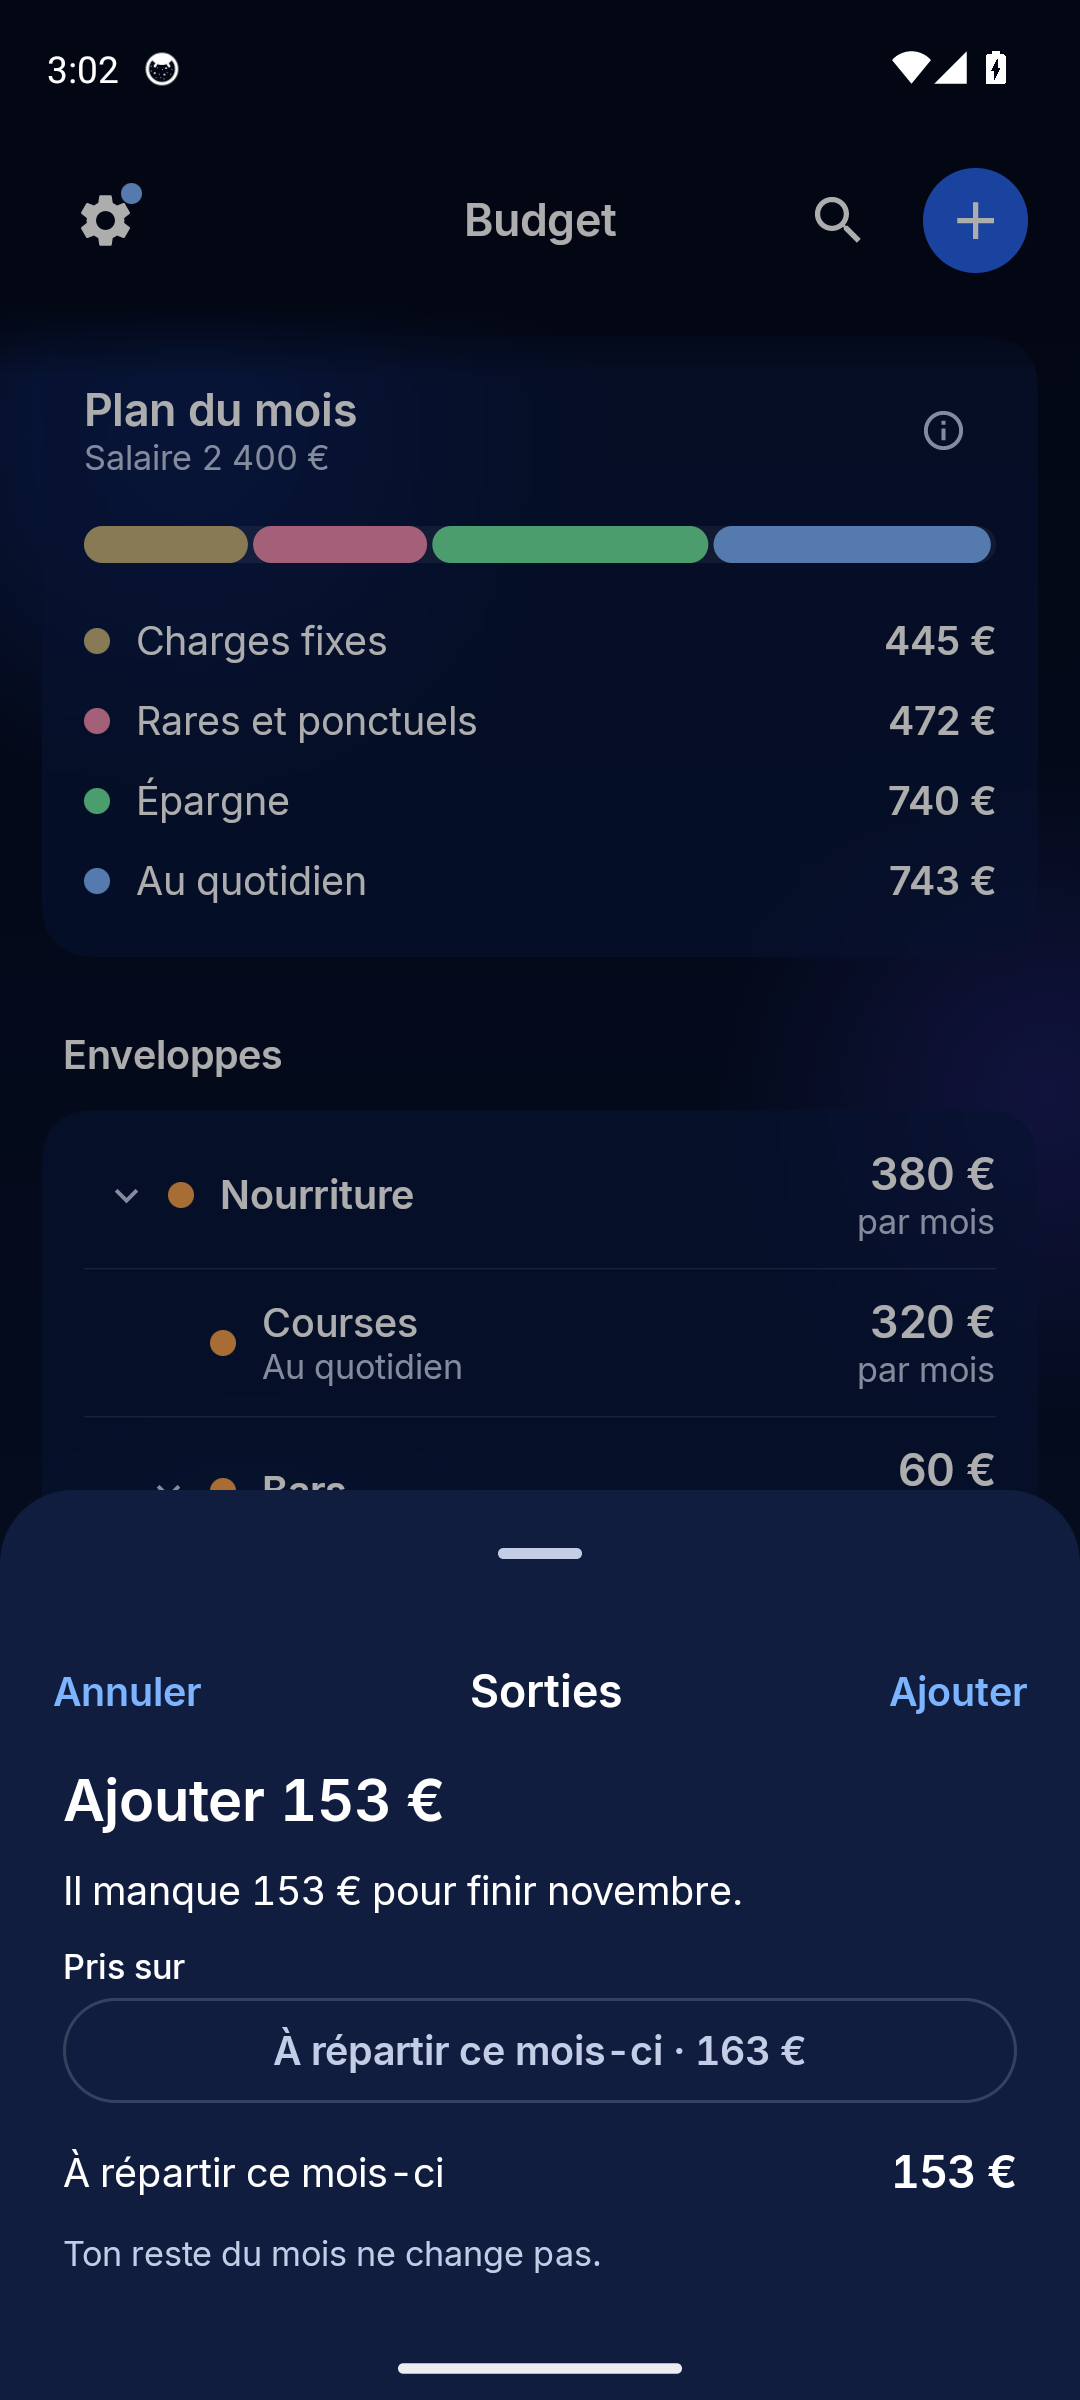 3:02
Budget
Plan du mois
Salaire 2 400 €
Charges fixes 445 €
Rares et ponctuels 472 €
Épargne 740 €
Au quotidien 743 €
Enveloppes
Nourriture 380 €
par mois
Courses 320 €
Au quotidien par mois
Bars 60 €
Annuler Sorties Ajouter
Ajouter 153 €
Il manque 153 € pour finir novembre.
Pris sur
À répartir ce mois-ci · 163 €
À répartir ce mois-ci 153 €
Ton reste du mois ne change pas.